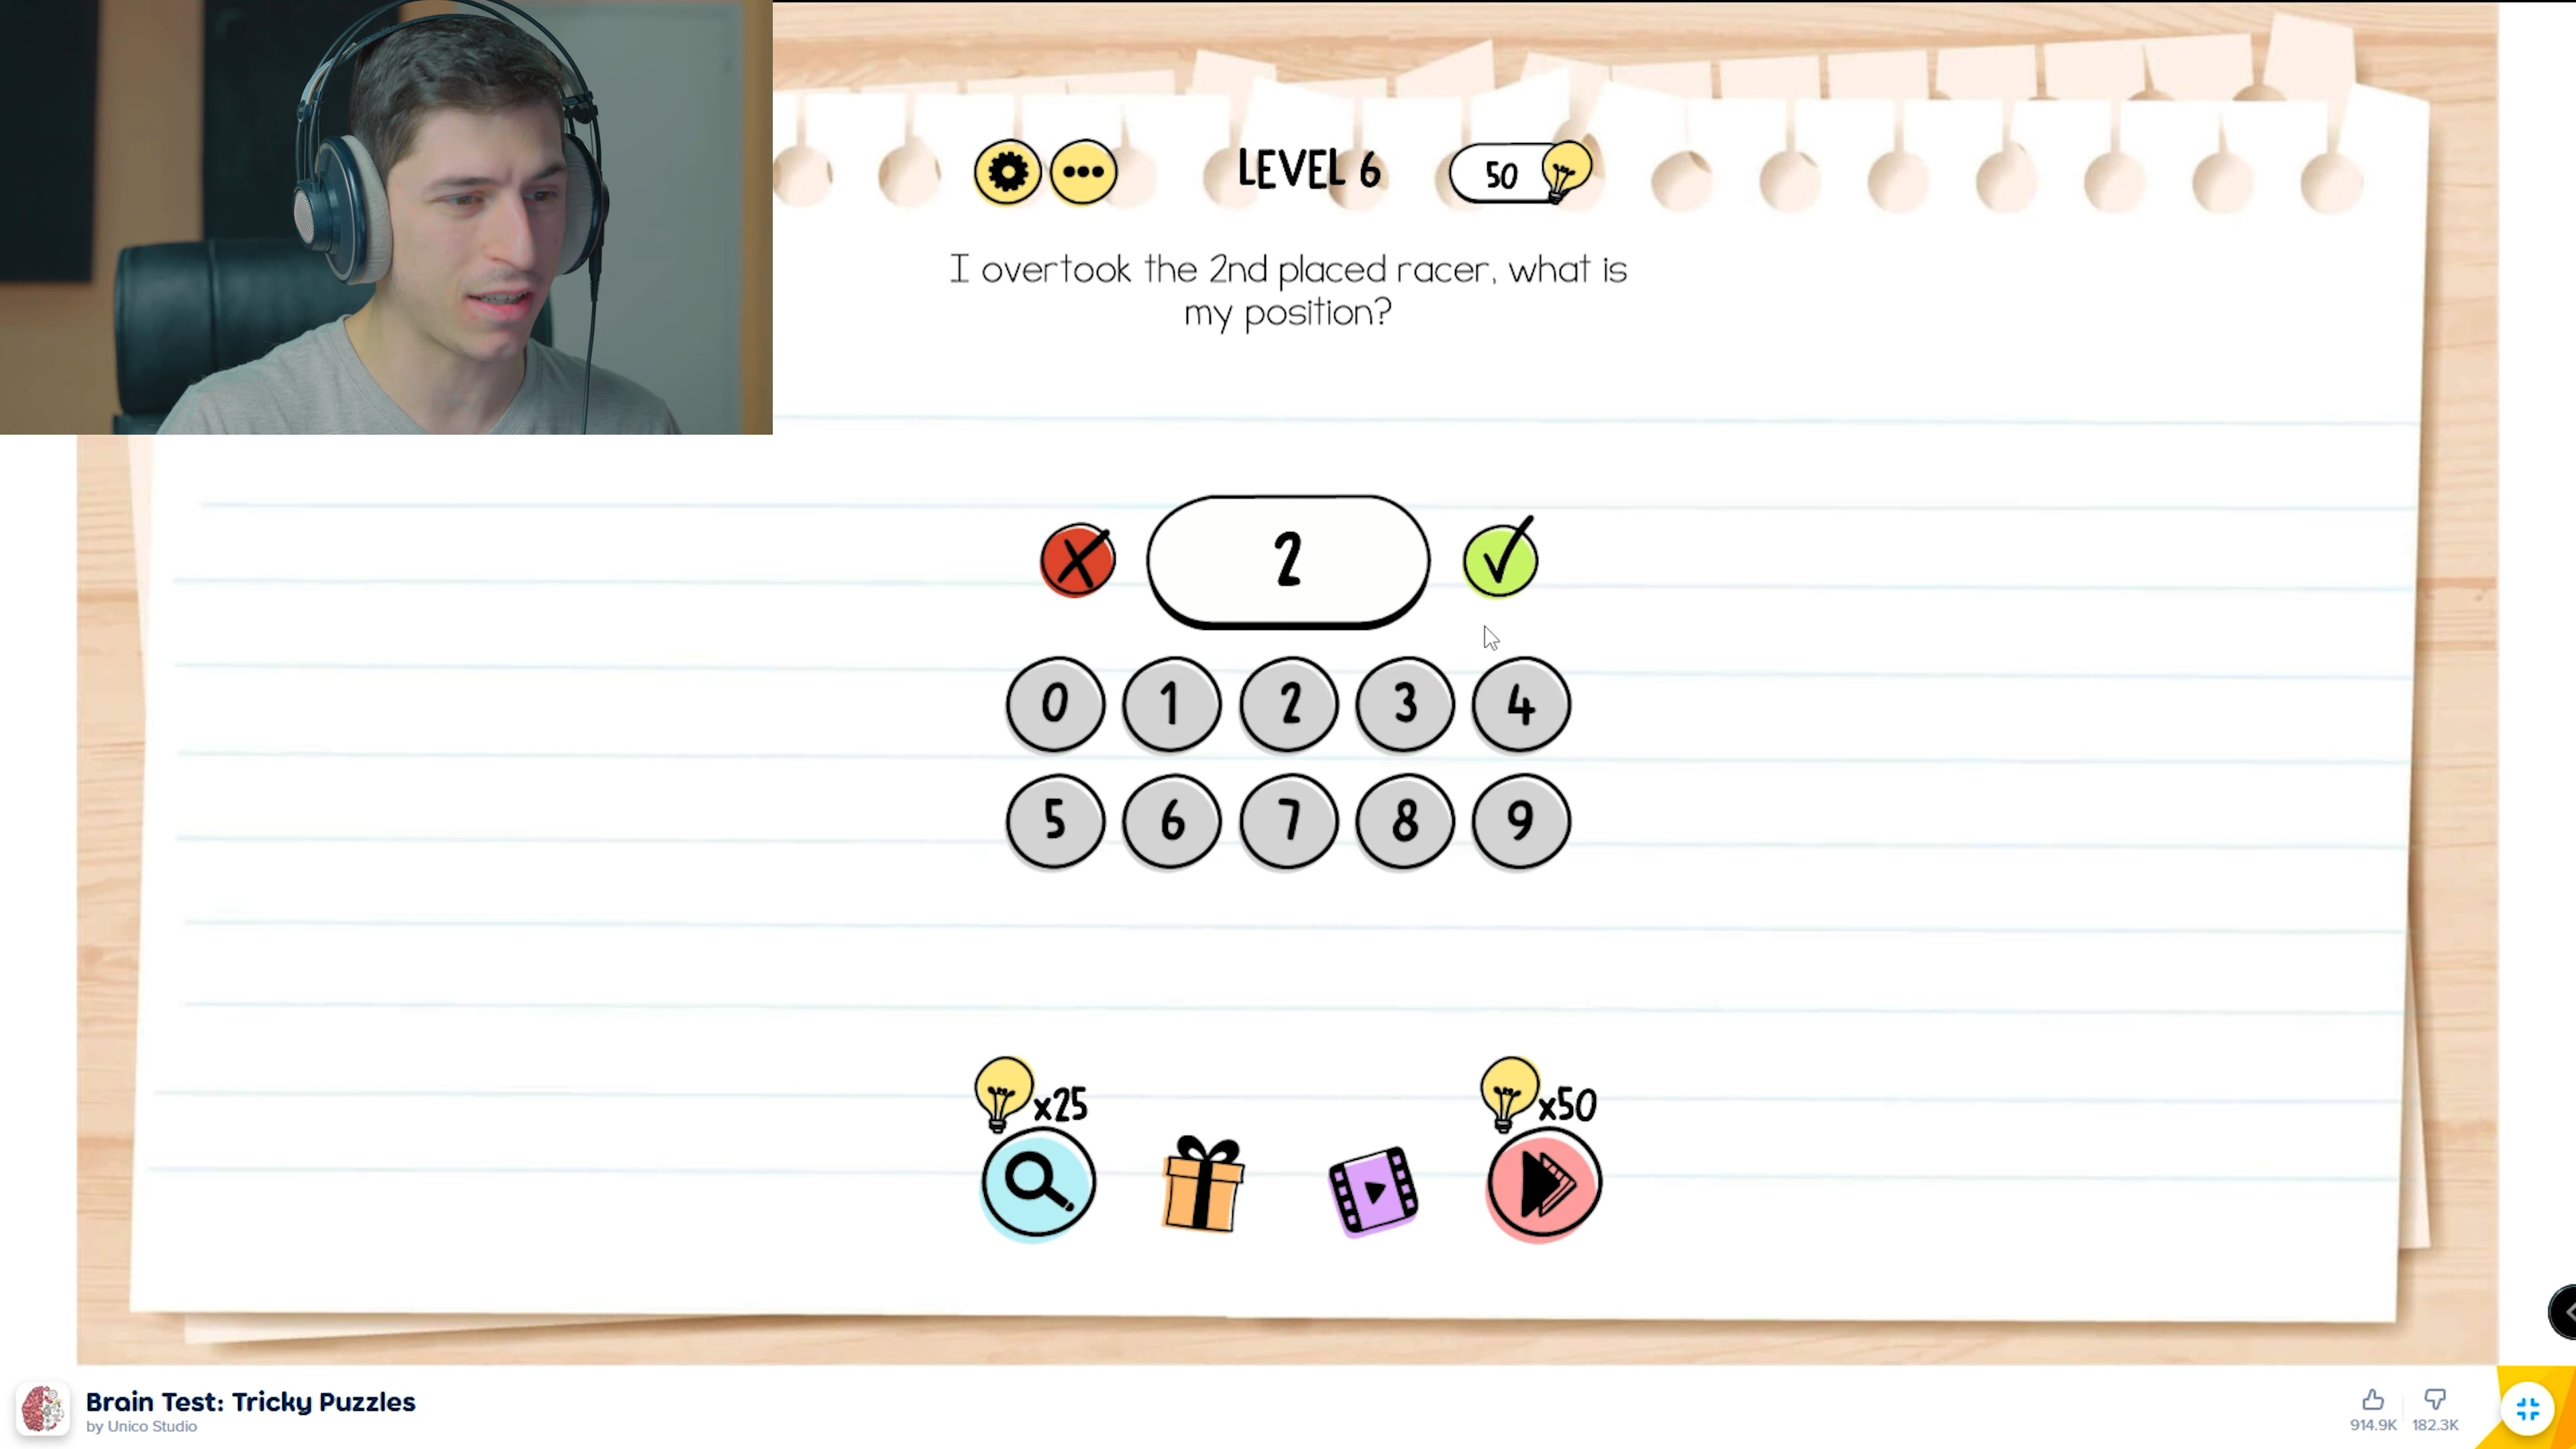 LEVEL 6
50
I overtook the 2nd placed racer, what is
my position?
2
0 1 2 3 4
5 6 7 8 9
x25
x50
Brain Test: Tricky Puzzles
by Unico Studio
914.9K
182.3K